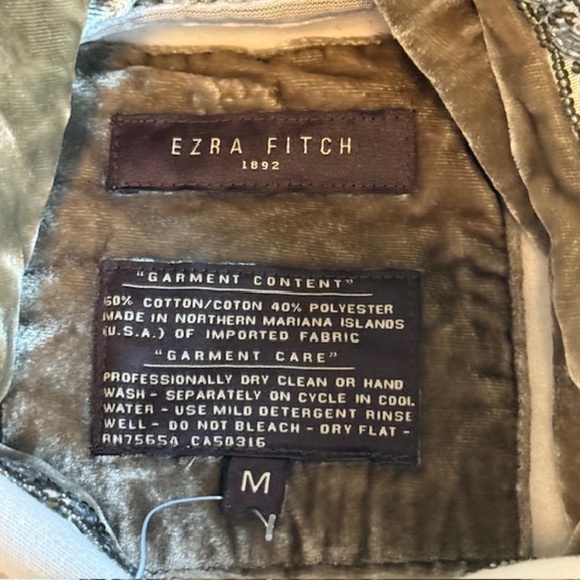 EZRA FITCH
1892
"GARMENT CONTENT"
60% COTTON/COTON 40% POLYESTER
MADE IN NORTHERN MARIANA ISLANDS
(U.S.A.) OF IMPORTED FABRIC
"GARMENT CARE"
PROFESSIONALLY DRY CLEAN OR HAND
WASH - SEPARATELY ON CYCLE IN COOL
WATER - USE MILD DETERGENT RINSE
WELL - DO NOT BLEACH - DRY FLAT -
RN75654 CA50316
M